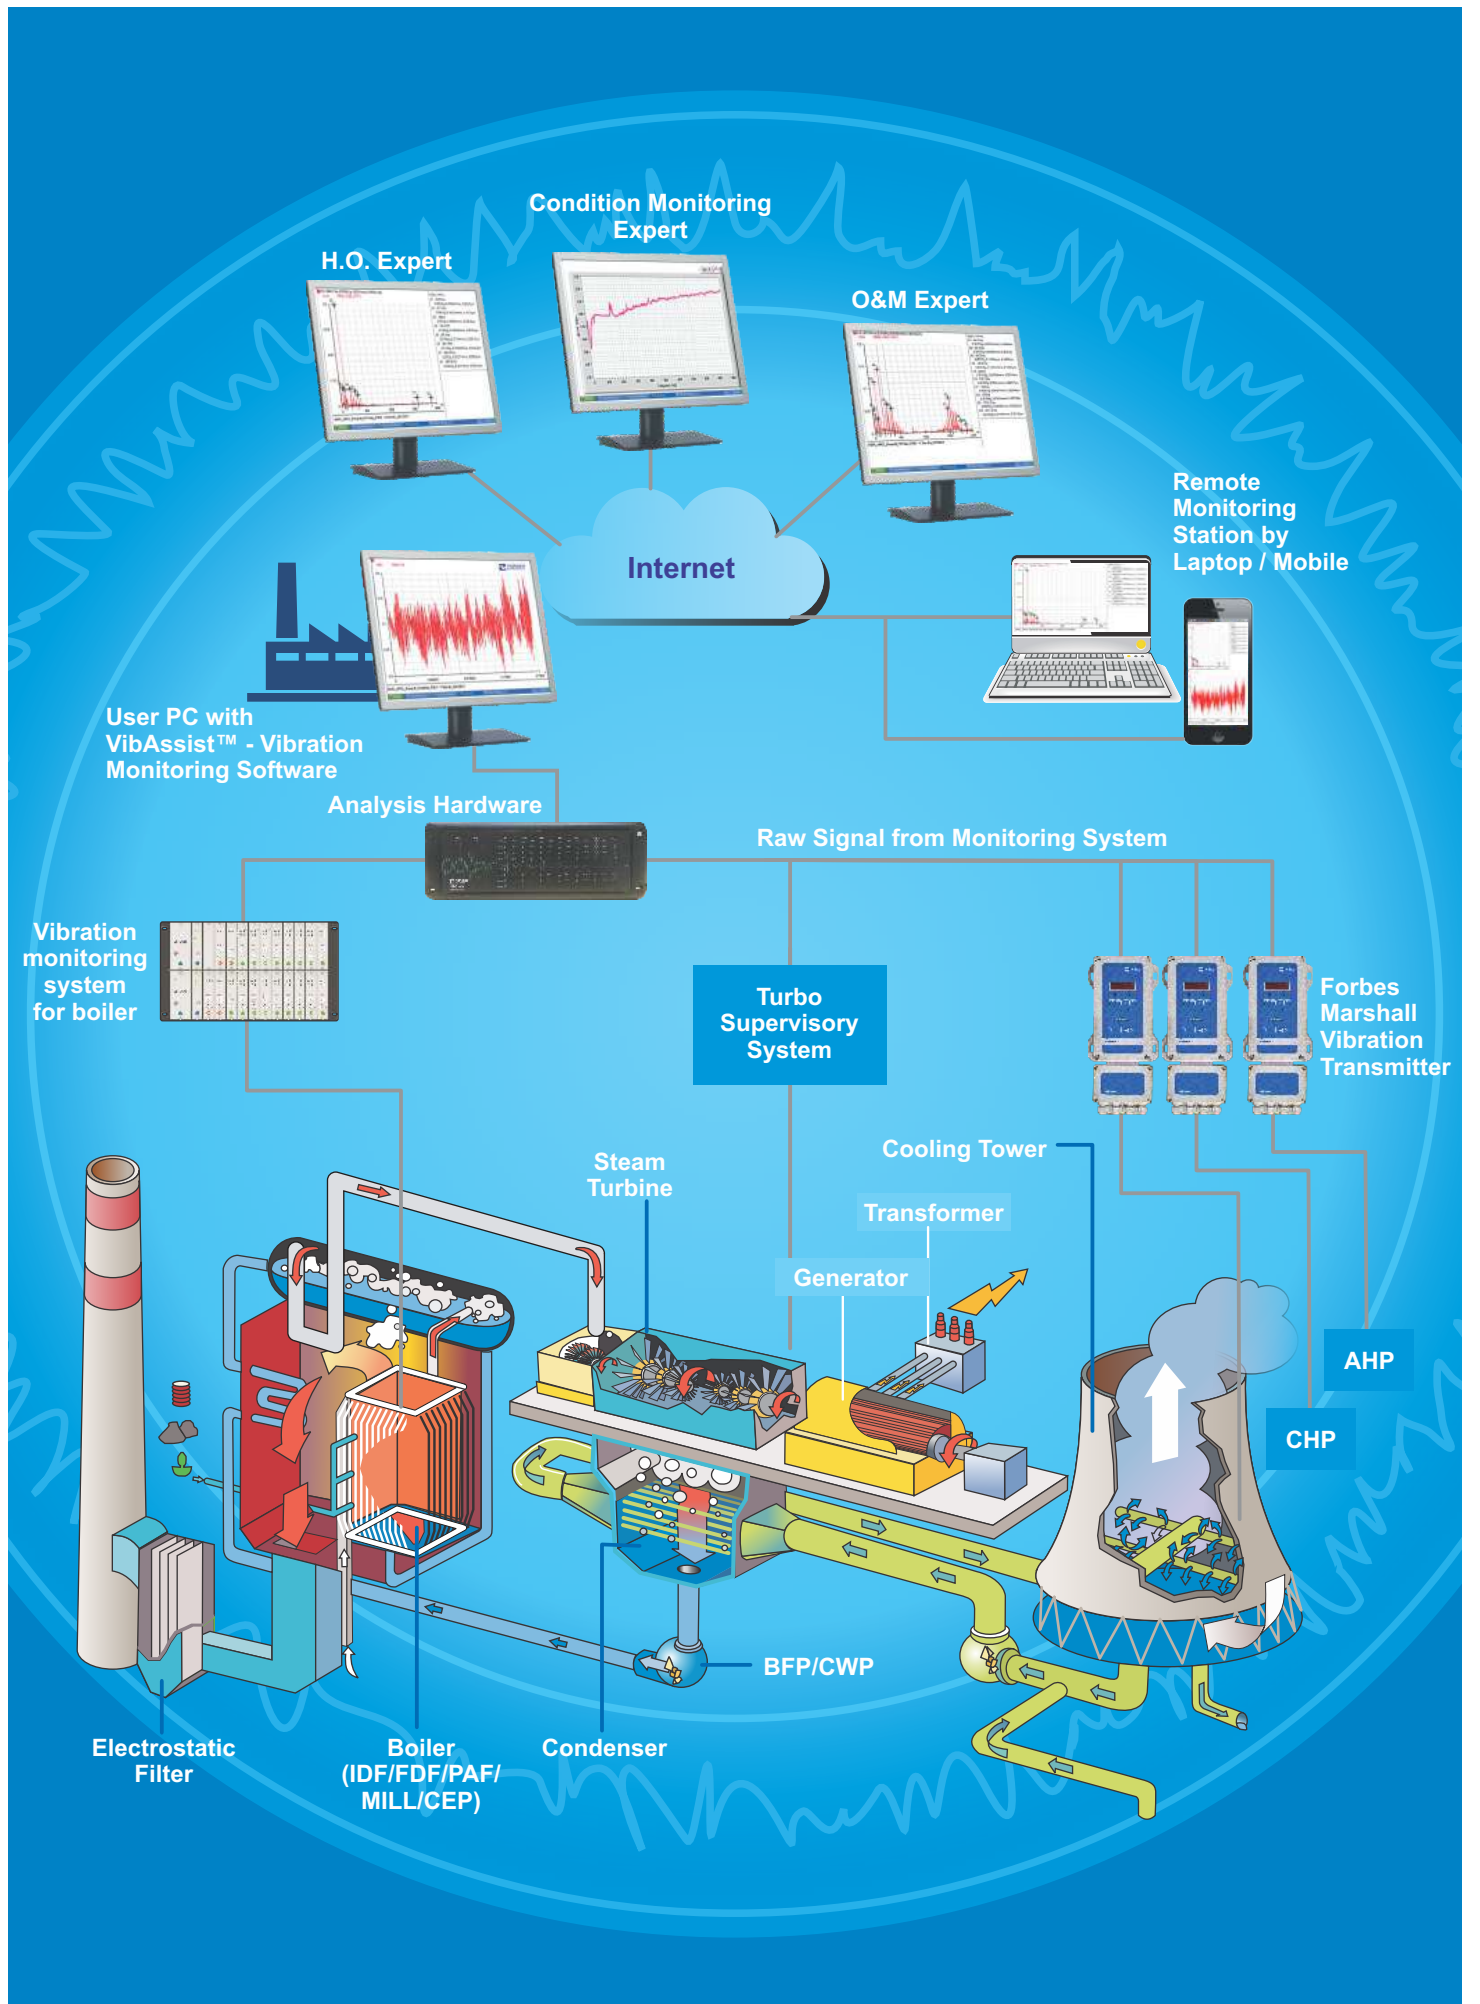 Condition Monitoring
Expert
H.O. Expert
O&M Expert
Remote
Monitoring
Station by
Laptop / Mobile
Internet
User PC with
VibAssist™ - Vibration
Monitoring Software
Analysis Hardware
Raw Signal from Monitoring System
Vibration
monitoring
system
for boiler
Turbo
Supervisory
System
Forbes
Marshall
Vibration
Transmitter
Cooling Tower
Steam
Turbine
Transformer
Generator
AHP
CHP
BFP/CWP
Electrostatic
Filter
Boiler
(IDF/FDF/PAF/
MILL/CEP)
Condenser